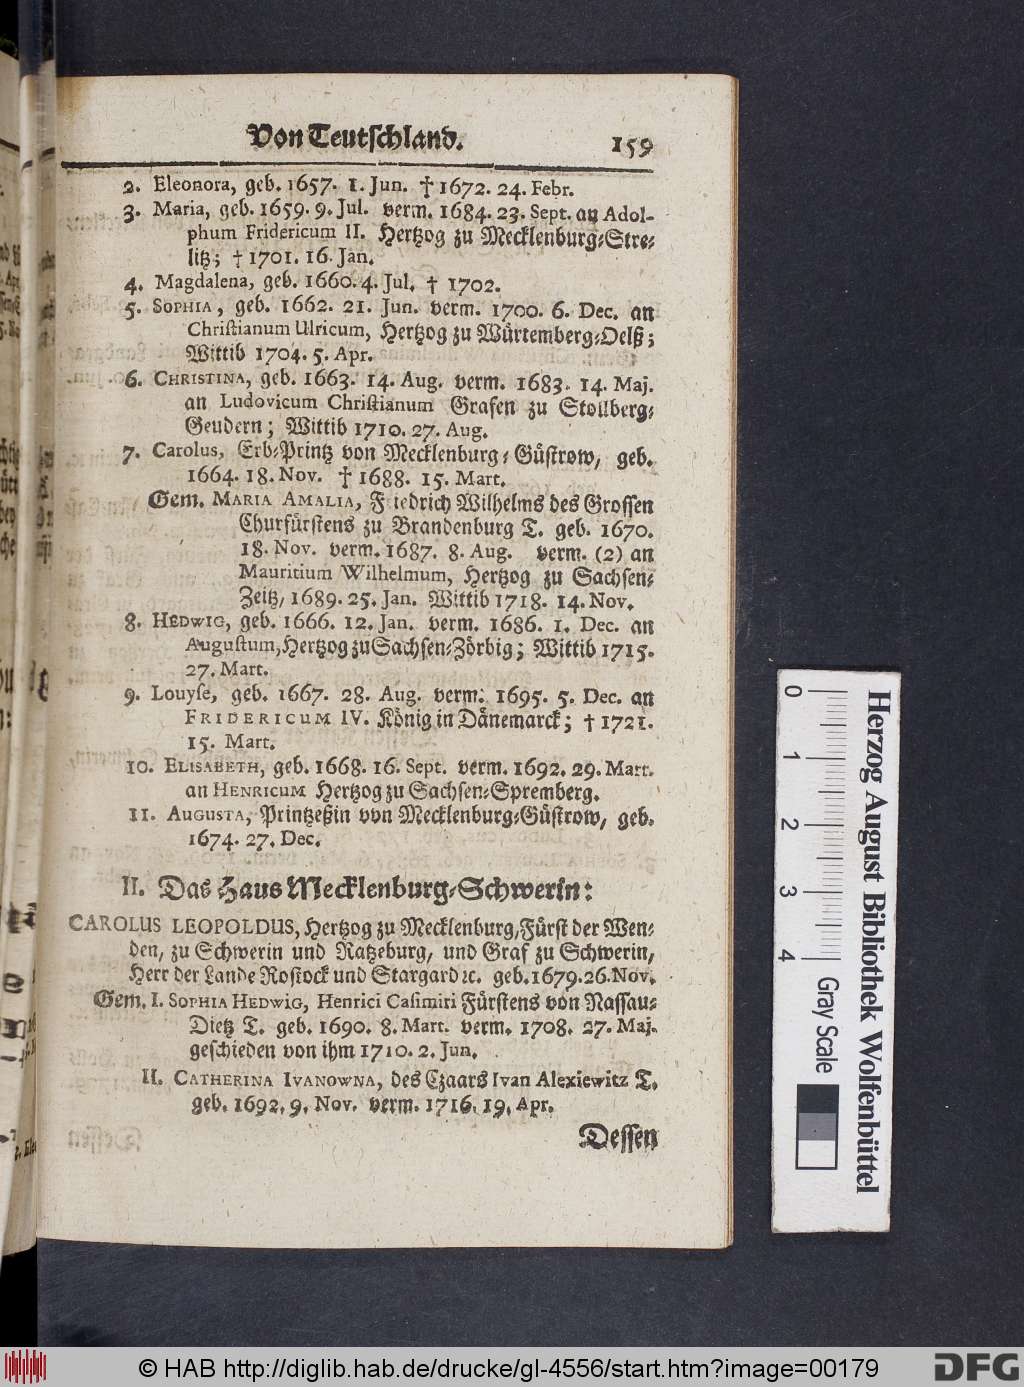 Von Teutschland. 159
2. Eleonora, geb. 1657. 1. Jun. † 1672. 24. Febr.
3. Maria, geb. 1659. 9. Jul. verm. 1684. 23. Sept. an Adol-
phum Fridericum II. Hertzog zu Mecklenburg-Stre-
litz; † 1701. 16. Jan.
4. Magdalena, geb. 1660. 4. Jul. † 1702.
5. SOPHIA, geb. 1662. 21. Jun. verm. 1700. 6. Dec. an
Christianum Ulricum, Hertzog zu Würtemberg-Oelß;
Wittib 1704. 5. Apr.
6. CHRISTINA, geb. 1663. 14. Aug. verm. 1683. 14. Maj.
an Ludovicum Christianum Grafen zu Stollberg-
Geudern; Wittib 1710. 27. Aug.
7. Carolus, Erb-Printz von Mecklenburg-Güstrow, geb.
1664. 18. Nov. † 1688. 15. Mart.
Gem. MARIA AMALIA, Friedrich Wilhelms des Grossen
Churfürstens zu Brandenburg T. geb. 1670.
18. Nov. verm. 1687. 8. Aug. verm. (2) an
Mauritium Wilhelmum, Hertzog zu Sachsen-
Zeitz, 1689. 25. Jan. Wittib 1718. 14. Nov.
8. HEDWIG, geb. 1666. 12. Jan. verm. 1686. 1. Dec. an
Augustum, Hertzog zu Sachsen-Zörbig; Wittib 1715.
27. Mart.
9. Louyse, geb. 1667. 28. Aug. verm. 1695. 5. Dec. an
FRIDERICUM IV. König in Dänemarck; † 1721.
15. Mart.
10. ELISABETH, geb. 1668. 16. Sept. verm. 1692. 29. Mart.
an HENRICUM Hertzog zu Sachsen-Spremberg.
11. AUGUSTA, Printzeßin von Mecklenburg-Güstrow, geb.
1674. 27. Dec.
II. Das Haus Mecklenburg-Schwerin:
CAROLUS LEOPOLDUS, Hertzog zu Mecklenburg, Fürst der Wen-
den, zu Schwerin und Ratzeburg, und Graf zu Schwerin,
Herr der Lande Rostock und Stargard ꝛc. geb. 1679. 26. Nov.
Gem. I. SOPHIA HEDWIG, Henrici Casimiri Fürstens von Nassau-
Dietz T. geb. 1690. 8. Mart. verm. 1708. 27. Maj.
geschieden von ihm 1710. 2. Jun.
II. CATHERINA IVANOWNA, des Czaars Ivan Alexiewitz T.
geb. 1692. 9. Nov. verm. 1716. 19. Apr.
Dessen
Herzog August Bibliothek Wolfenbüttel
0 1 2 3 4 Gray Scale
© HAB http://diglib.hab.de/drucke/gl-4556/start.htm?image=00179
DFG